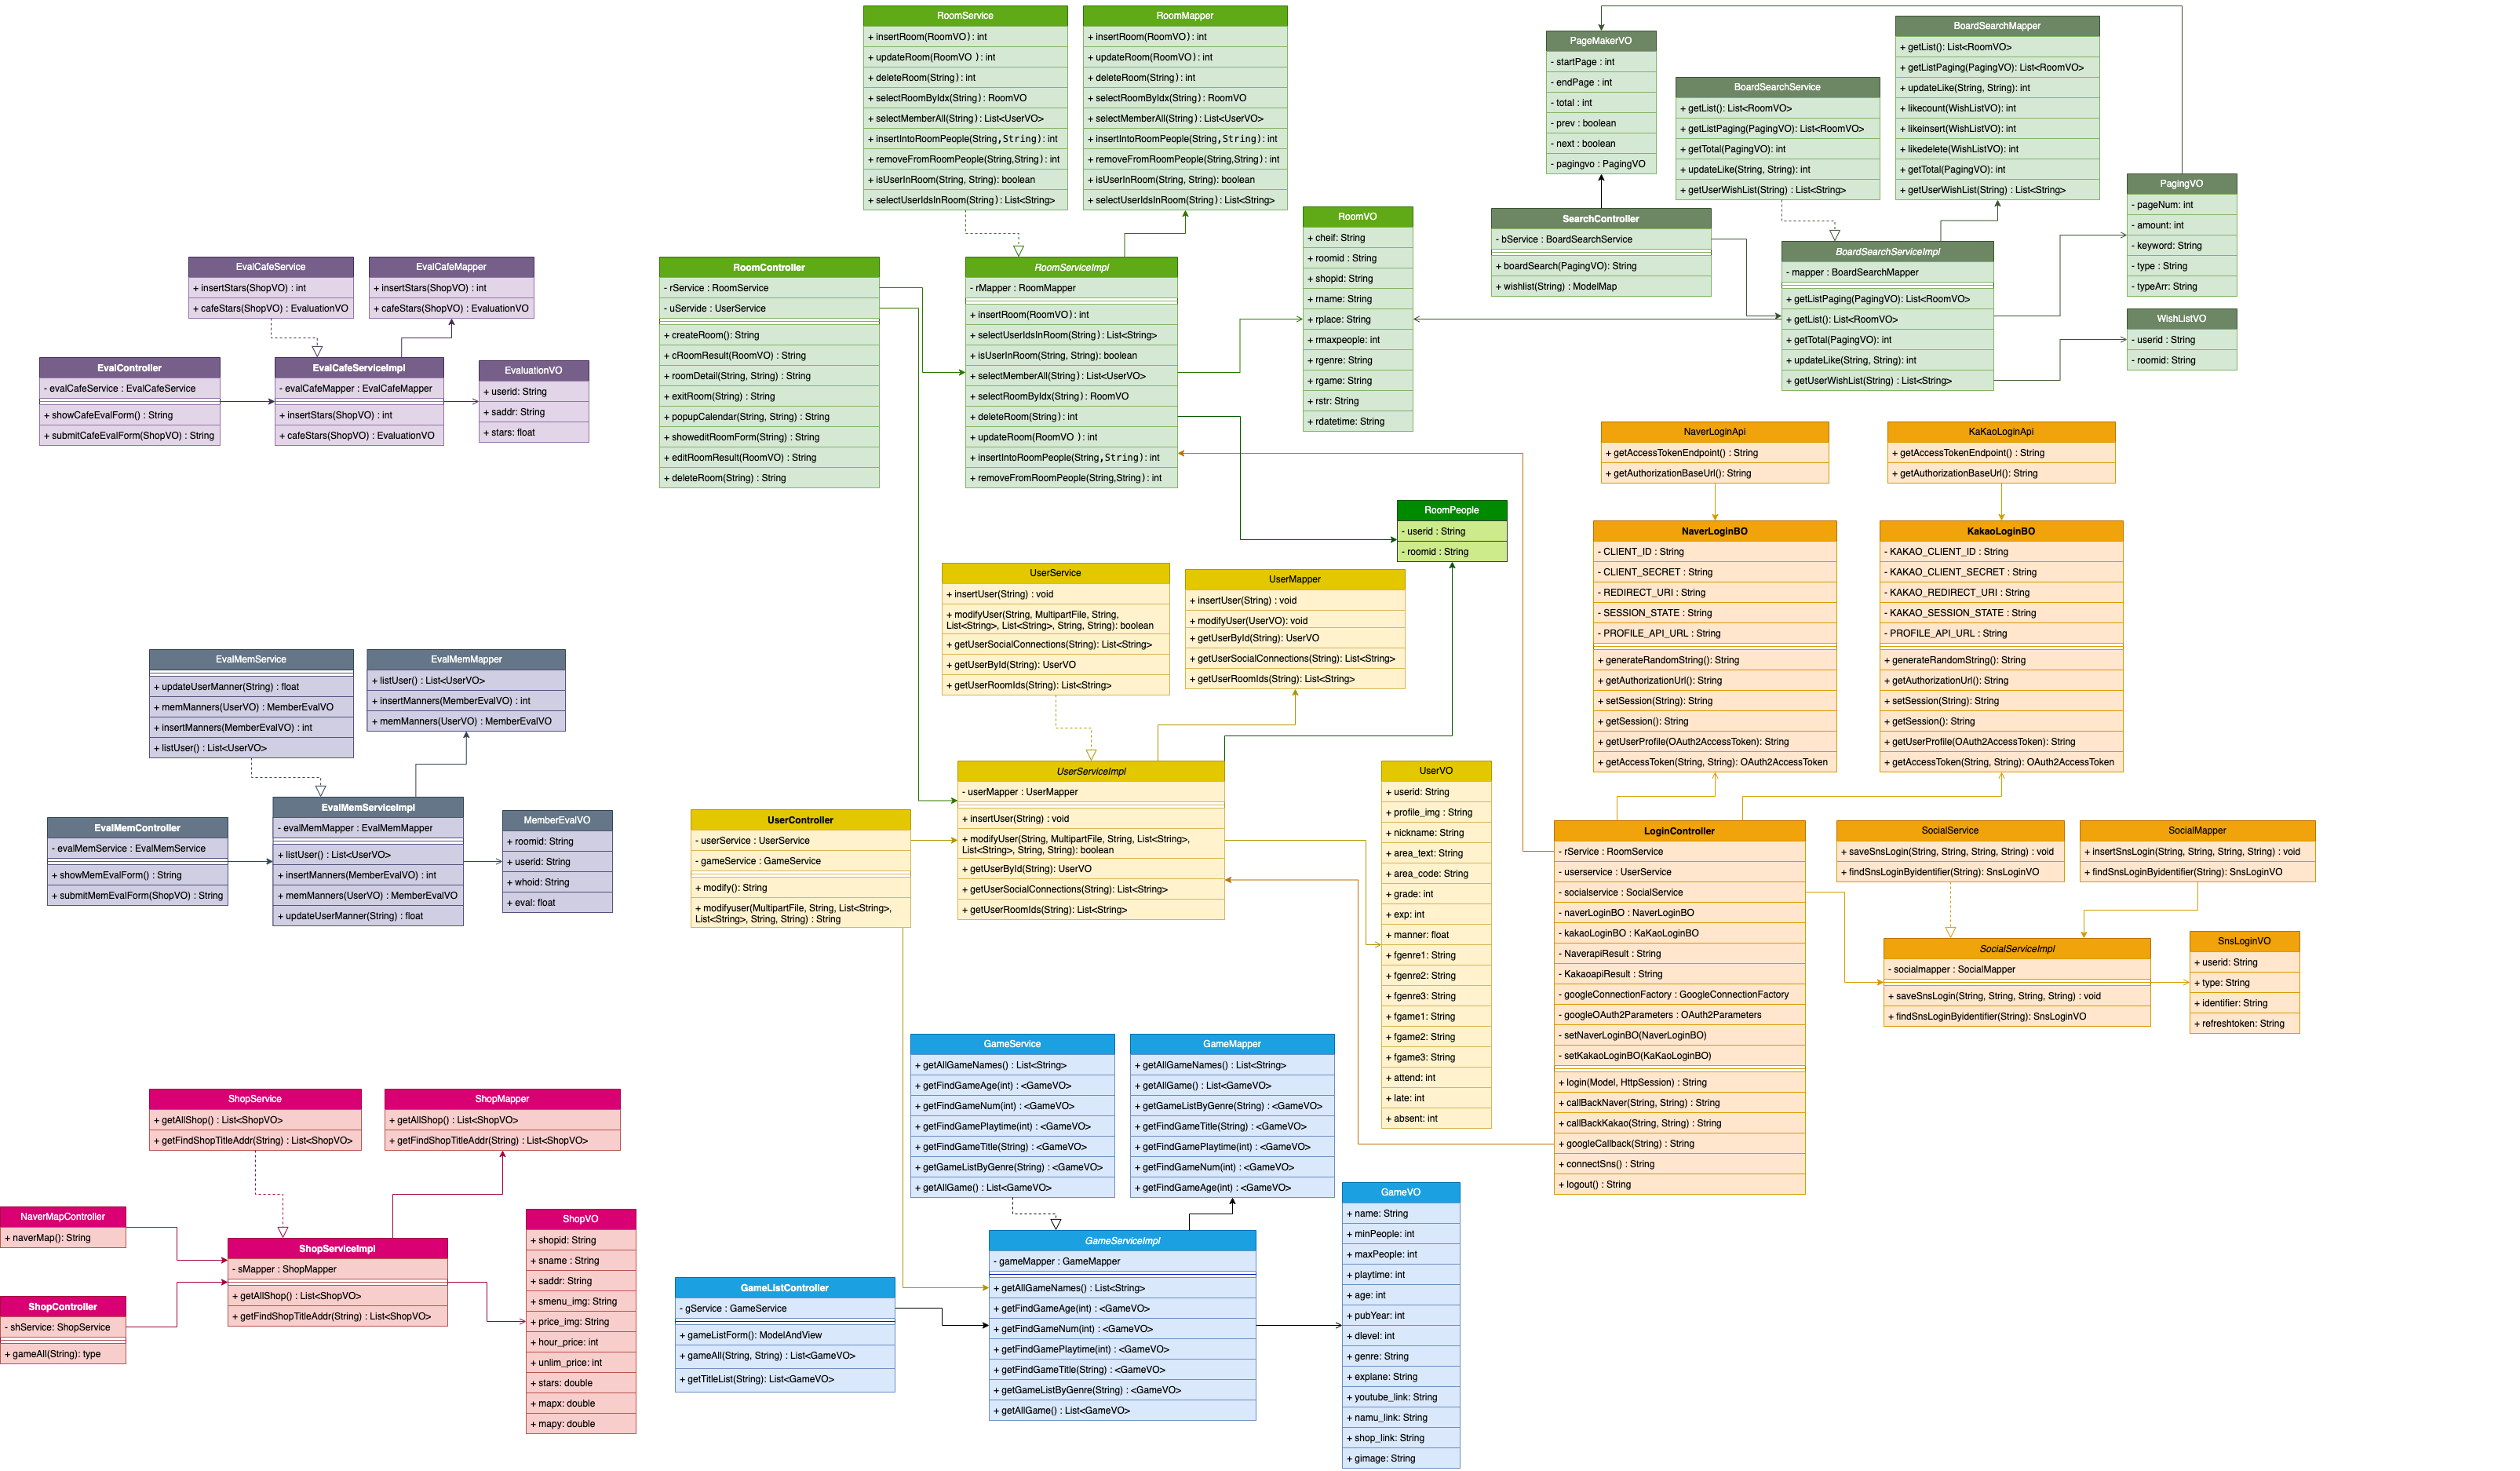 RoomService
+ insertRoom(RoomVO) : int
+ updateRoom(RoomVO ) : int
+ deleteRoom(String) : int
+ selectRoomByIdx(String) : RoomVO
+ selectMemberAll(String) : List<UserVO>
+ insertIntoRoomPeople(String,String) : int
+ removeFromRoomPeople(String,String) : int
+ isUserInRoom(String, String): boolean
+ selectUserIdsInRoom(String) : List<String>
RoomMapper
+ insertRoom(RoomVO) : int
+ updateRoom(RoomVO) : int
+ deleteRoom(String) : int
+ selectRoomByIdx(String) : RoomVO
+ selectMemberAll(String) : List<UserVO>
+ insertIntoRoomPeople(String,String) : int
+ removeFromRoomPeople(String,String) : int
+ isUserInRoom(String, String): boolean
+ selectUserIdsInRoom(String) : List<String>
PageMakerVO
- startPage : int
- endPage : int
- total : int
- prev : boolean
- next : boolean
- pagingvo : PagingVO
BoardSearchService
+ getList(): List<RoomVO>
+ getListPaging(PagingVO): List<RoomVO>
+ getTotal(PagingVO): int
+ updateLike(String, String): int
+ getUserWishList(String) : List<String>
BoardSearchMapper
+ getList(): List<RoomVO>
+ getListPaging(PagingVO): List<RoomVO>
+ updateLike(String, String): int
+ likecount(WishListVO): int
+ likeinsert(WishListVO): int
+ likedelete(WishListVO): int
+ getTotal(PagingVO): int
+ getUserWishList(String) : List<String>
PagingVO
- pageNum: int
- amount: int
- keyword: String
- type : String
- typeArr: String
SearchController
- bService : BoardSearchService
+ boardSearch(PagingVO): String
+ wishlist(String) : ModelMap
BoardSearchServiceImpl
- mapper : BoardSearchMapper
+ getListPaging(PagingVO): List<RoomVO>
+ getList(): List<RoomVO>
+ getTotal(PagingVO): int
+ updateLike(String, String): int
+ getUserWishList(String) : List<String>
WishListVO
- userid : String
- roomid: String
RoomVO
+ cheif: String
+ roomid : String
+ shopid: String
+ rname: String
+ rplace: String
+ rmaxpeople: int
+ rgenre: String
+ rgame: String
+ rstr: String
+ rdatetime: String
RoomController
- rService : RoomService
- uServide : UserService
+ createRoom(): String
+ cRoomResult(RoomVO) : String
+ roomDetail(String, String) : String
+ exitRoom(String) : String
+ popupCalendar(String, String) : String
+ showeditRoomForm(String) : String
+ editRoomResult(RoomVO) : String
+ deleteRoom(String) : String
RoomServiceImpl
- rMapper : RoomMapper
+ insertRoom(RoomVO) : int
+ selectUserIdsInRoom(String) : List<String>
+ isUserInRoom(String, String): boolean
+ selectMemberAll(String) : List<UserVO>
+ selectRoomByIdx(String) : RoomVO
+ deleteRoom(String) : int
+ updateRoom(RoomVO ) : int
+ insertIntoRoomPeople(String,String) : int
+ removeFromRoomPeople(String,String) : int
EvalCafeService
+ insertStars(ShopVO) : int
+ cafeStars(ShopVO) : EvaluationVO
EvalCafeMapper
+ insertStars(ShopVO) : int
+ cafeStars(ShopVO) : EvaluationVO
EvalController
- evalCafeService : EvalCafeService
+ showCafeEvalForm() : String
+ submitCafeEvalForm(ShopVO) : String
EvalCafeServiceImpl
- evalCafeMapper : EvalCafeMapper
+ insertStars(ShopVO) : int
+ cafeStars(ShopVO) : EvaluationVO
EvaluationVO
+ userid: String
+ saddr: String
+ stars: float
NaverLoginApi
+ getAccessTokenEndpoint() : String
+ getAuthorizationBaseUrl(): String
KaKaoLoginApi
+ getAccessTokenEndpoint() : String
+ getAuthorizationBaseUrl(): String
RoomPeople
- userid : String
- roomid : String
NaverLoginBO
- CLIENT_ID : String
- CLIENT_SECRET : String
- REDIRECT_URI : String
- SESSION_STATE : String
- PROFILE_API_URL : String
+ generateRandomString(): String
+ getAuthorizationUrl(): String
+ setSession(String): String
+ getSession(): String
+ getUserProfile(OAuth2AccessToken): String
+ getAccessToken(String, String): OAuth2AccessToken
KakaoLoginBO
- KAKAO_CLIENT_ID : String
- KAKAO_CLIENT_SECRET : String
- KAKAO_REDIRECT_URI : String
- KAKAO_SESSION_STATE : String
- PROFILE_API_URL : String
+ generateRandomString(): String
+ getAuthorizationUrl(): String
+ setSession(String): String
+ getSession(): String
+ getUserProfile(OAuth2AccessToken): String
+ getAccessToken(String, String): OAuth2AccessToken
UserService
+ insertUser(String) : void
+ modifyUser(String, MultipartFile, String,
List<String>, List<String>, String, String): boolean
+ getUserSocialConnections(String): List<String>
+ getUserById(String): UserVO
+ getUserRoomIds(String): List<String>
UserMapper
+ insertUser(String) : void
+ modifyUser(UserVO): void
+ getUserById(String): UserVO
+ getUserSocialConnections(String): List<String>
+ getUserRoomIds(String): List<String>
EvalMemService
+ updateUserManner(String) : float
+ memManners(UserVO) : MemberEvalVO
+ insertManners(MemberEvalVO) : int
+ listUser() : List<UserVO>
EvalMemMapper
+ listUser() : List<UserVO>
+ insertManners(MemberEvalVO) : int
+ memManners(UserVO) : MemberEvalVO
EvalMemController
- evalMemService : EvalMemService
+ showMemEvalForm() : String
+ submitMemEvalForm(ShopVO) : String
EvalMemServiceImpl
- evalMemMapper : EvalMemMapper
+ listUser() : List<UserVO>
+ insertManners(MemberEvalVO) : int
+ memManners(UserVO) : MemberEvalVO
+ updateUserManner(String) : float
MemberEvalVO
+ roomid: String
+ userid: String
+ whoid: String
+ eval: float
UserController
- userService : UserService
- gameService : GameService
+ modify(): String
+ modifyuser(MultipartFile, String, List<String>,
List<String>, String, String) : String
UserServiceImpl
- userMapper : UserMapper
+ insertUser(String) : void
+ modifyUser(String, MultipartFile, String, List<String>,
List<String>, String, String): boolean
+ getUserById(String): UserVO
+ getUserSocialConnections(String): List<String>
+ getUserRoomIds(String): List<String>
UserVO
+ userid: String
+ profile_img : String
+ nickname: String
+ area_text: String
+ area_code: String
+ grade: int
+ exp: int
+ manner: float
+ fgenre1: String
+ fgenre2: String
+ fgenre3: String
+ fgame1: String
+ fgame2: String
+ fgame3: String
+ attend: int
+ late: int
+ absent: int
LoginController
- rService : RoomService
- userservice : UserService
- socialservice : SocialService
- naverLoginBO : NaverLoginBO
- kakaoLoginBO : KaKaoLoginBO
- NaverapiResult : String
- KakaoapiResult : String
- googleConnectionFactory : GoogleConnectionFactory
- googleOAuth2Parameters : OAuth2Parameters
- setNaverLoginBO(NaverLoginBO)
- setKakaoLoginBO(KaKaoLoginBO)
+ login(Model, HttpSession) : String
+ callBackNaver(String, String) : String
+ callBackKakao(String, String) : String
+ googleCallback(String) : String
+ connectSns() : String
+ logout() : String
SocialService
+ saveSnsLogin(String, String, String, String) : void
+ findSnsLoginByidentifier(String): SnsLoginVO
SocialMapper
+ insertSnsLogin(String, String, String, String) : void
+ findSnsLoginByidentifier(String): SnsLoginVO
SocialServiceImpl
- socialmapper : SocialMapper
+ saveSnsLogin(String, String, String, String) : void
+ findSnsLoginByidentifier(String): SnsLoginVO
SnsLoginVO
+ userid: String
+ type: String
+ identifier: String
+ refreshtoken: String
ShopService
+ getAllShop() : List<ShopVO>
+ getFindShopTitleAddr(String) : List<ShopVO>
ShopMapper
+ getAllShop() : List<ShopVO>
+ getFindShopTitleAddr(String) : List<ShopVO>
NaverMapController
+ naverMap(): String
ShopController
- shService: ShopService
+ gameAll(String): type
ShopServiceImpl
- sMapper : ShopMapper
+ getAllShop() : List<ShopVO>
+ getFindShopTitleAddr(String) : List<ShopVO>
ShopVO
+ shopid: String
+ sname : String
+ saddr: String
+ smenu_img: String
+ price_img: String
+ hour_price: int
+ unlim_price: int
+ stars: double
+ mapx: double
+ mapy: double
GameService
+ getAllGameNames() : List<String>
+ getFindGameAge(int) : <GameVO>
+ getFindGameNum(int) : <GameVO>
+ getFindGamePlaytime(int) : <GameVO>
+ getFindGameTitle(String) : <GameVO>
+ getGameListByGenre(String) : <GameVO>
+ getAllGame() : List<GameVO>
GameMapper
+ getAllGameNames() : List<String>
+ getAllGame() : List<GameVO>
+ getGameListByGenre(String) : <GameVO>
+ getFindGameTitle(String) : <GameVO>
+ getFindGamePlaytime(int) : <GameVO>
+ getFindGameNum(int) : <GameVO>
+ getFindGameAge(int) : <GameVO>
GameListController
- gService : GameService
+ gameListForm(): ModelAndView
+ gameAll(String, String) : List<GameVO>
+ getTitleList(String): List<GameVO>
GameServiceImpl
- gameMapper : GameMapper
+ getAllGameNames() : List<String>
+ getFindGameAge(int) : <GameVO>
+ getFindGameNum(int) : <GameVO>
+ getFindGamePlaytime(int) : <GameVO>
+ getFindGameTitle(String) : <GameVO>
+ getGameListByGenre(String) : <GameVO>
+ getAllGame() : List<GameVO>
GameVO
+ name: String
+ minPeople: int
+ maxPeople: int
+ playtime: int
+ age: int
+ pubYear: int
+ dlevel: int
+ genre: String
+ explane: String
+ youtube_link: String
+ namu_link: String
+ shop_link: String
+ gimage: String